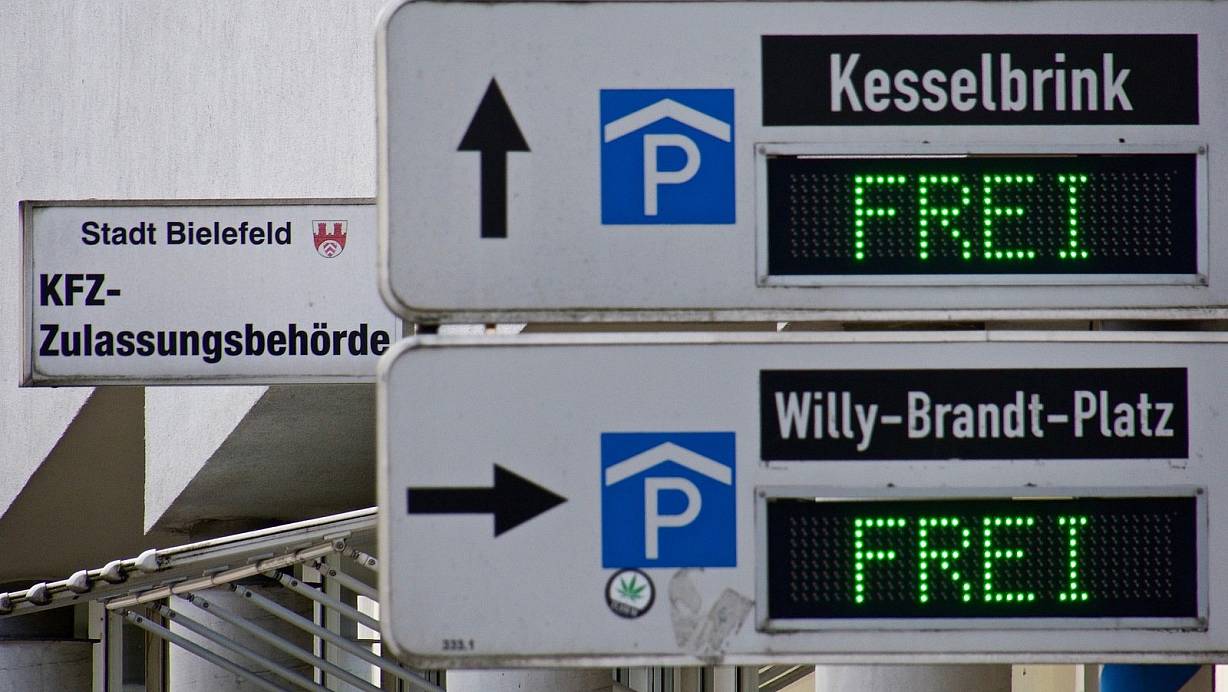 Stadt Bielefeld
KFZ-
Zulassungsbehörde
P
Kesselbrink
FREI
P
Willy-Brandt-Platz
FREI
333.1